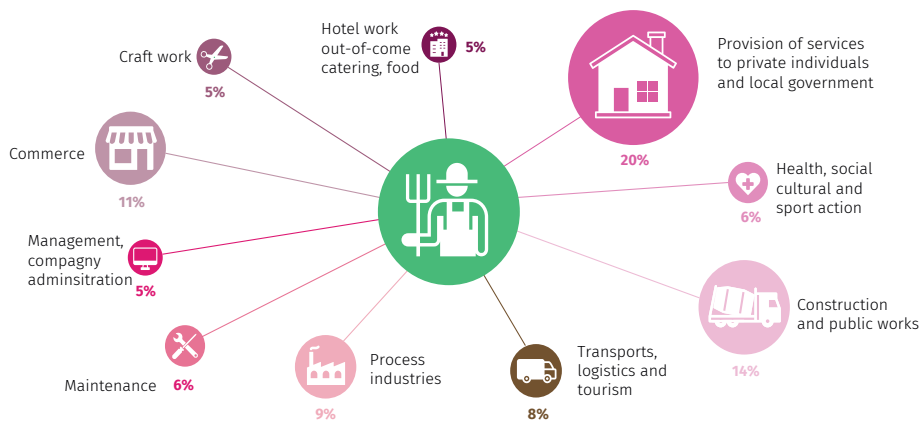 Hotel work
out-of-come
catering, food
5%
Craft work
5%
Provision of services
to private individuals
and local government
20%
Commerce
11%
Health, social
cultural and
sport action
6%
Management,
compagny
adminsitration
5%
Construction
and public works
14%
Maintenance
6%
Process
industries
9%
Transports,
logistics and
tourism
8%